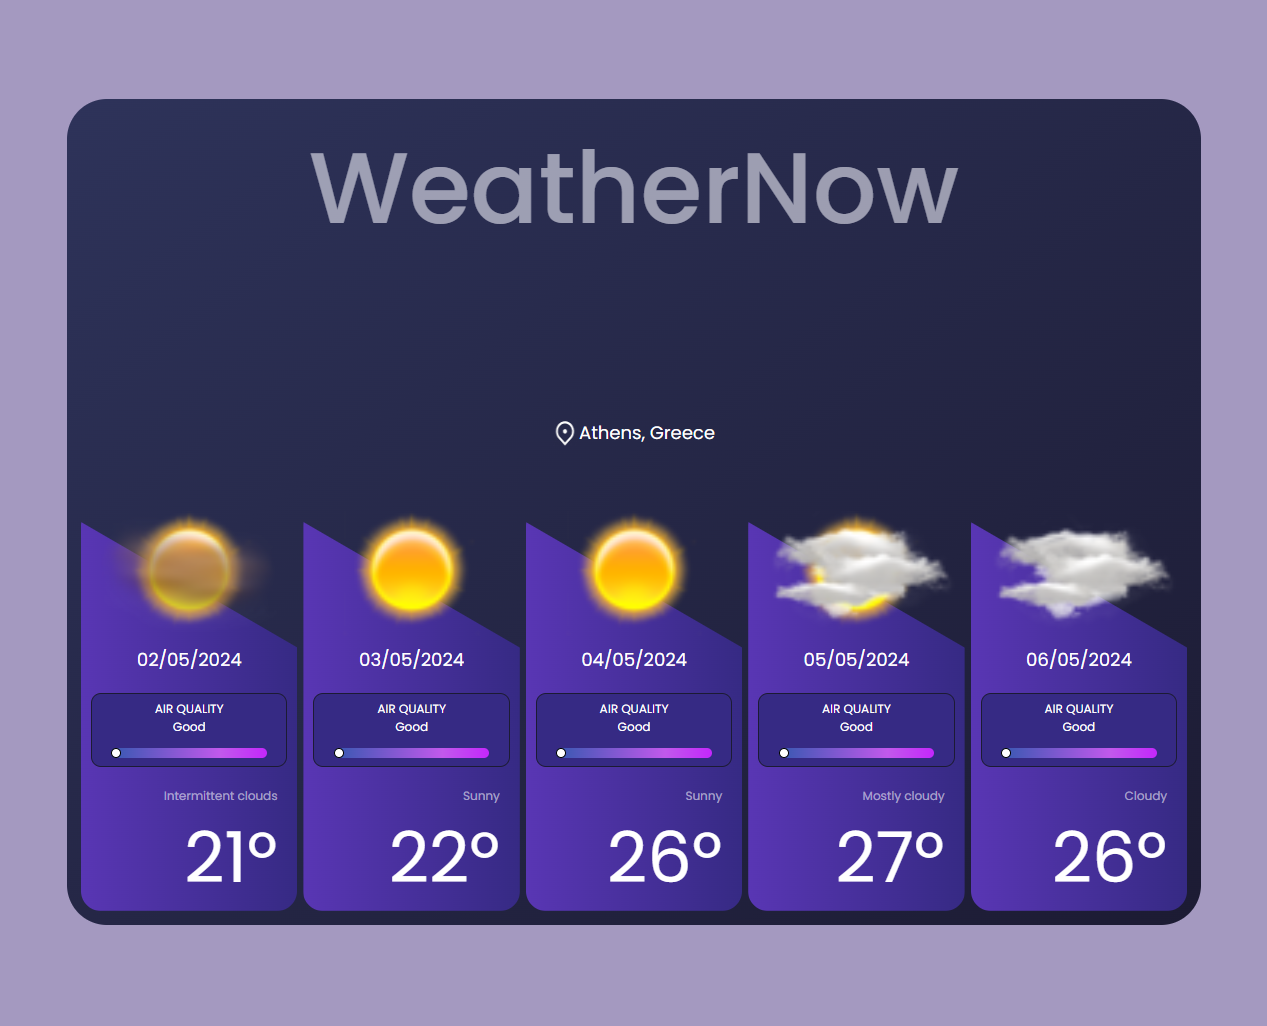 WeatherNow
Athens, Greece
02/05/2024
AIR QUALITY
Good
Intermittent clouds
21°
03/05/2024
AIR QUALITY
Good
Sunny
22°
04/05/2024
AIR QUALITY
Good
Sunny
26°
05/05/2024
AIR QUALITY
Good
Mostly cloudy
27°
06/05/2024
AIR QUALITY
Good
Cloudy
26°